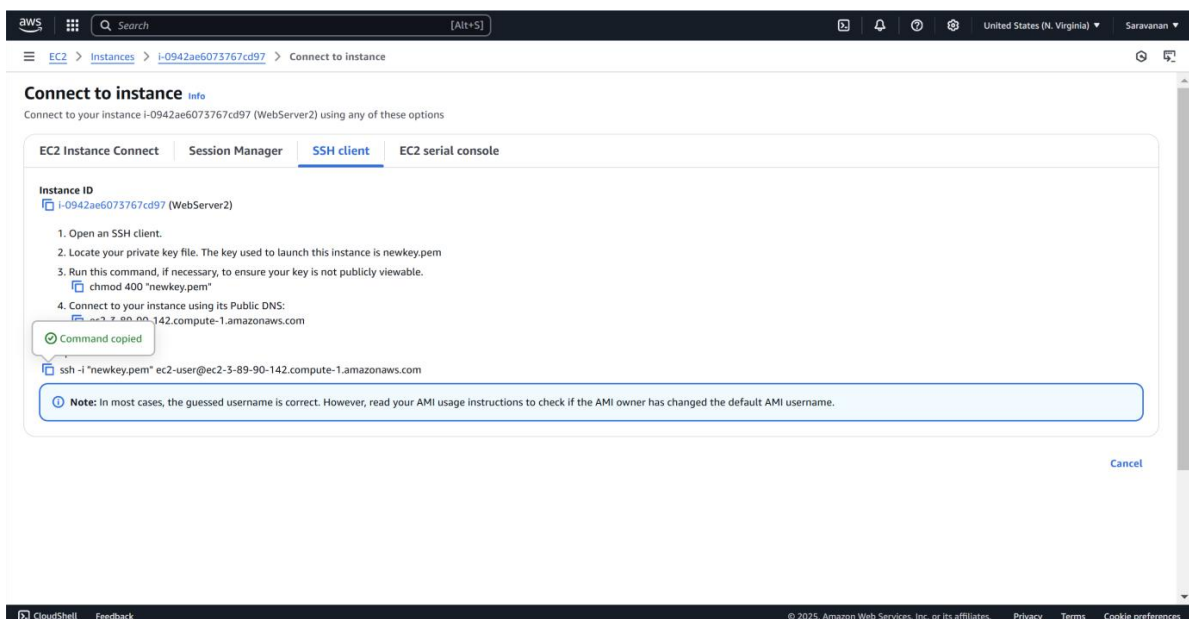 aws Search [Alt+S] United States (N. Virginia) Saravanan
EC2 > Instances > i-0942ae6073767cd97 > Connect to instance
Connect to instance Info
Connect to your instance i-0942ae6073767cd97 (WebServer2) using any of these options
EC2 Instance Connect Session Manager SSH client EC2 serial console
Instance ID
i-0942ae6073767cd97 (WebServer2)
1. Open an SSH client.
2. Locate your private key file. The key used to launch this instance is newkey.pem
3. Run this command, if necessary, to ensure your key is not publicly viewable.
chmod 400 "newkey.pem"
4. Connect to your instance using its Public DNS:
ec2-3-89-90-142.compute-1.amazonaws.com
Command copied
ssh -i "newkey.pem" ec2-user@ec2-3-89-90-142.compute-1.amazonaws.com
Note: In most cases, the guessed username is correct. However, read your AMI usage instructions to check if the AMI owner has changed the default AMI username.
Cancel
CloudShell Feedback © 2025, Amazon Web Services, Inc. or its affiliates. Privacy Terms Cookie preferences